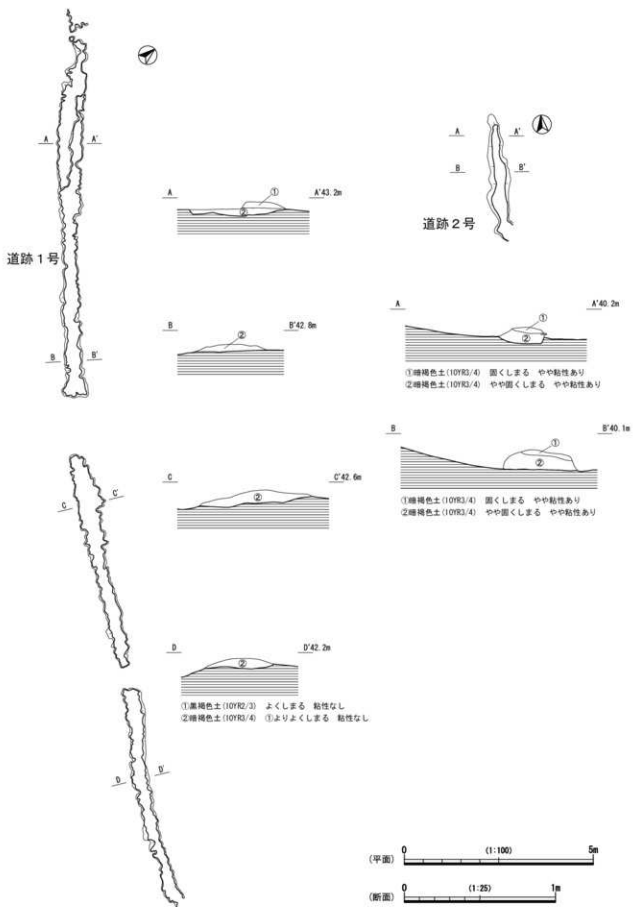 道跡1号
A A'
B B'
C C'
D D'
A A'43.2m
①
②
B B'42.8m
②
C C'42.6m
②
D D'42.2m
②
①黒褐色土(10YR2/3) よくしまる 粘性なし
②暗褐色土(10YR3/4) ①よりよくしまる 粘性なし
道跡2号
A A'
B B'
A A'40.2m
①
②
①暗褐色土(10YR3/4) 固くしまる やや粘性あり
②暗褐色土(10YR3/4) やや固くしまる やや粘性あり
B B'40.1m
①
②
①暗褐色土(10YR3/4) 固くしまる やや粘性あり
②暗褐色土(10YR3/4) やや固くしまる やや粘性あり
(平面) 0 (1:100) 5m
(断面) 0 (1:25) 1m